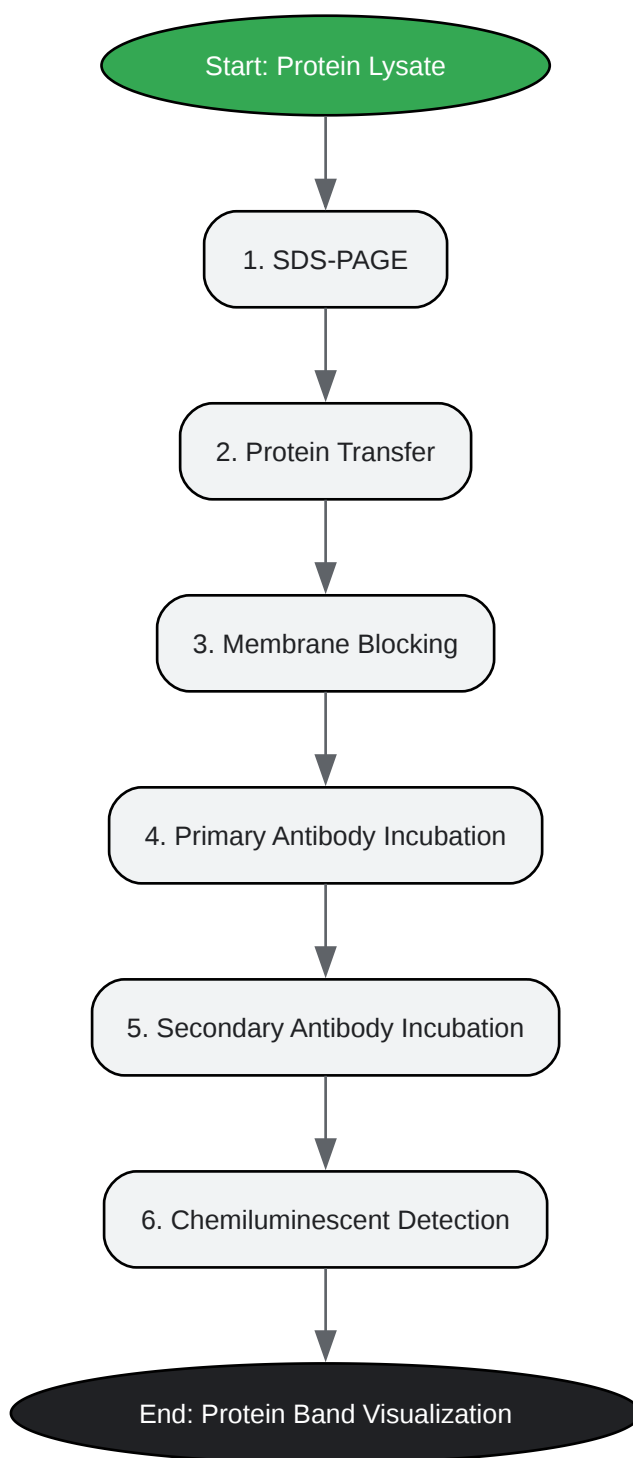 Start: Protein Lysate
1. SDS-PAGE
2. Protein Transfer
3. Membrane Blocking
4. Primary Antibody Incubation
5. Secondary Antibody Incubation
6. Chemiluminescent Detection
End: Protein Band Visualization